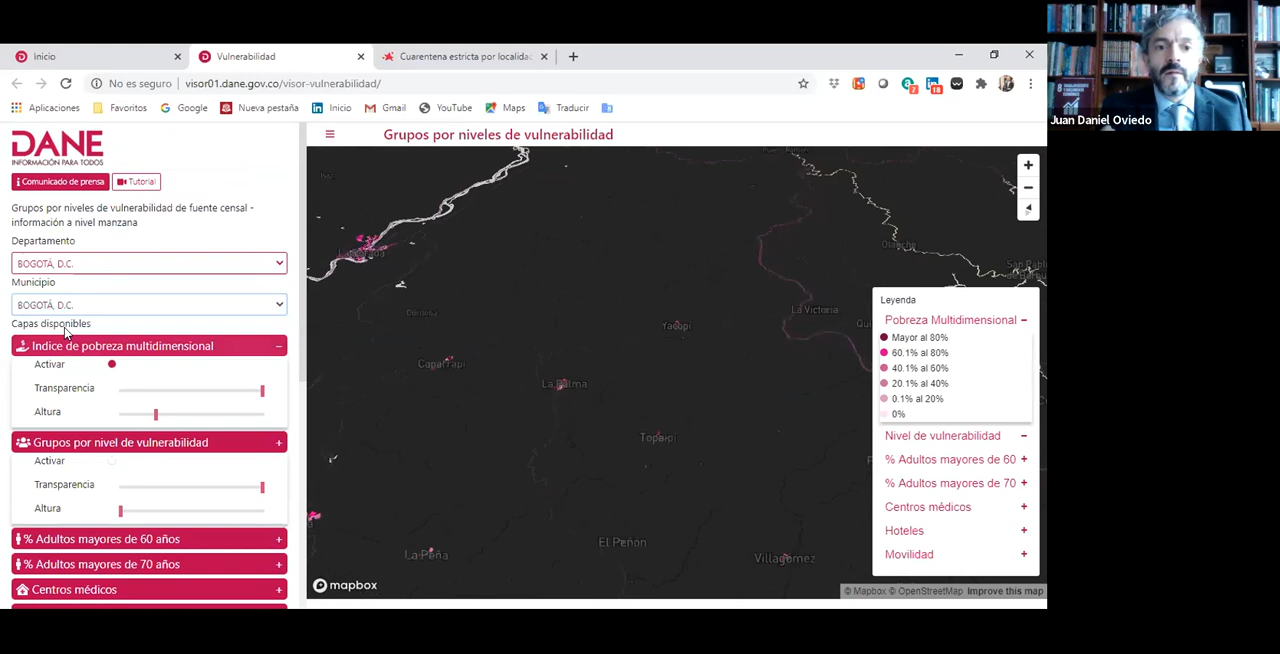 Inicio
Vulnerabilidad
Cuarentena estricta por localida
No es seguro
visor01.dane.gov.co/visor-vulnerabilidad/
7
18
Aplicaciones
Favoritos
Google
Nueva pestaña
Inicio
Gmail
YouTube
Maps
Traducir
Juan Daniel Oviedo
DANE
INFORMACIÓN PARA TODOS
Comunicado de prensa
Tutorial
Grupos por niveles de vulnerabilidad de fuente censal -
información a nivel manzana
Departamento
BOGOTÁ, D.C.
Municipio
BOGOTÁ, D.C.
Capas disponibles
Indice de pobreza multidimensional −
Activar
Transparencia
Altura
Grupos por nivel de vulnerabilidad +
Activar
Transparencia
Altura
% Adultos mayores de 60 años +
% Adultos mayores de 70 años +
Centros médicos +
Grupos por niveles de vulnerabilidad
Caparrapí
La Palma
Yacopí
Topaipí
La Peña
El Peñón
Villagómez
La Victoria
Otanche
San Pablo
+
−
Leyenda
Pobreza Multidimensional −
Mayor al 80%
60.1% al 80%
40.1% al 60%
20.1% al 40%
0.1% al 20%
0%
Nivel de vulnerabilidad −
% Adultos mayores de 60 +
% Adultos mayores de 70 +
Centros médicos +
Hoteles +
Movilidad +
mapbox
© Mapbox © OpenStreetMap Improve this map